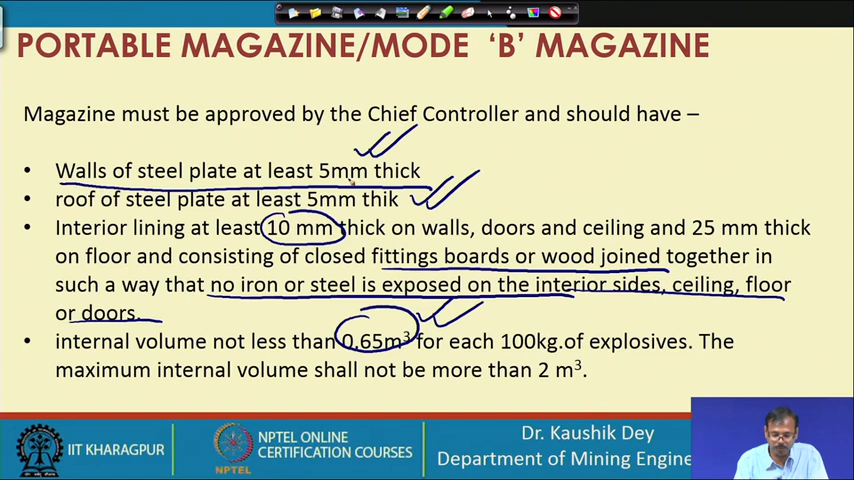 PORTABLE MAGAZINE/MODE ‘B’ MAGAZINE
Magazine must be approved by the Chief Controller and should have –
• Walls of steel plate at least 5mm thick
• roof of steel plate at least 5mm thik
• Interior lining at least 10 mm thick on walls, doors and ceiling and 25 mm thick
on floor and consisting of closed fittings boards or wood joined together in
such a way that no iron or steel is exposed on the interior sides, ceiling, floor
or doors.
• internal volume not less than 0.65m³ for each 100kg.of explosives. The
maximum internal volume shall not be more than 2 m³.
IIT KHARAGPUR
NPTEL
NPTEL ONLINE
CERTIFICATION COURSES
Dr. Kaushik Dey
Department of Mining Engine